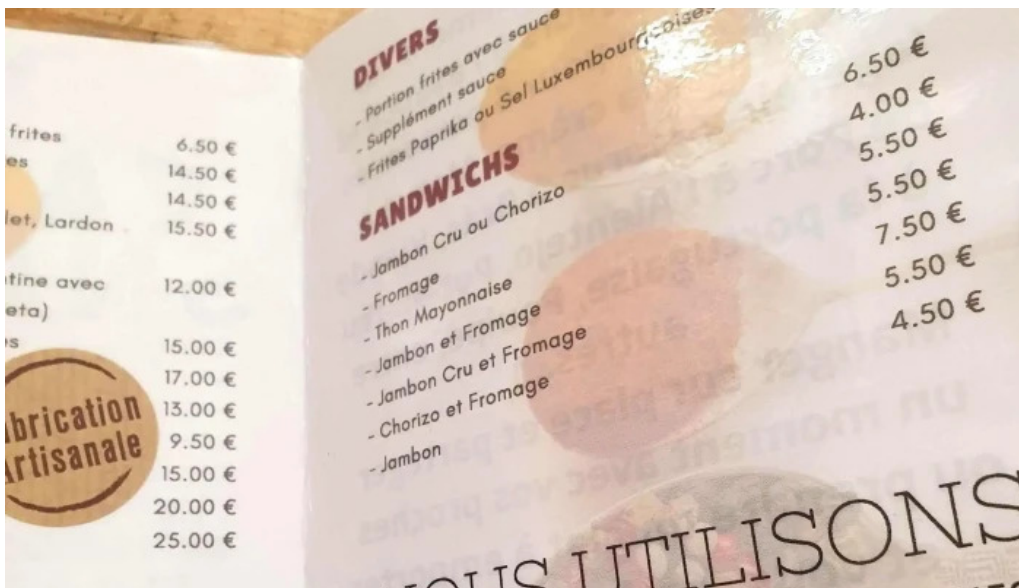 frites 6.50 €
es 14.50 €
14.50 €
let, Lardon 15.50 €
tine avec 12.00 €
eta)
s 15.00 €
17.00 €
13.00 €
9.50 €
15.00 €
20.00 €
25.00 €
brication
rtisanale
DIVERS
- Portion frites avec sauce
- Supplément sauce
- Frites Paprika ou Sel Luxembourgeoises
SANDWICHS
- Jambon Cru ou Chorizo 6.50 €
- Fromage 4.00 €
- Thon Mayonnaise 5.50 €
- Jambon et Fromage 5.50 €
- Jambon Cru et Fromage 7.50 €
- Chorizo et Fromage 5.50 €
- Jambon 4.50 €
NOUS UTILISONS